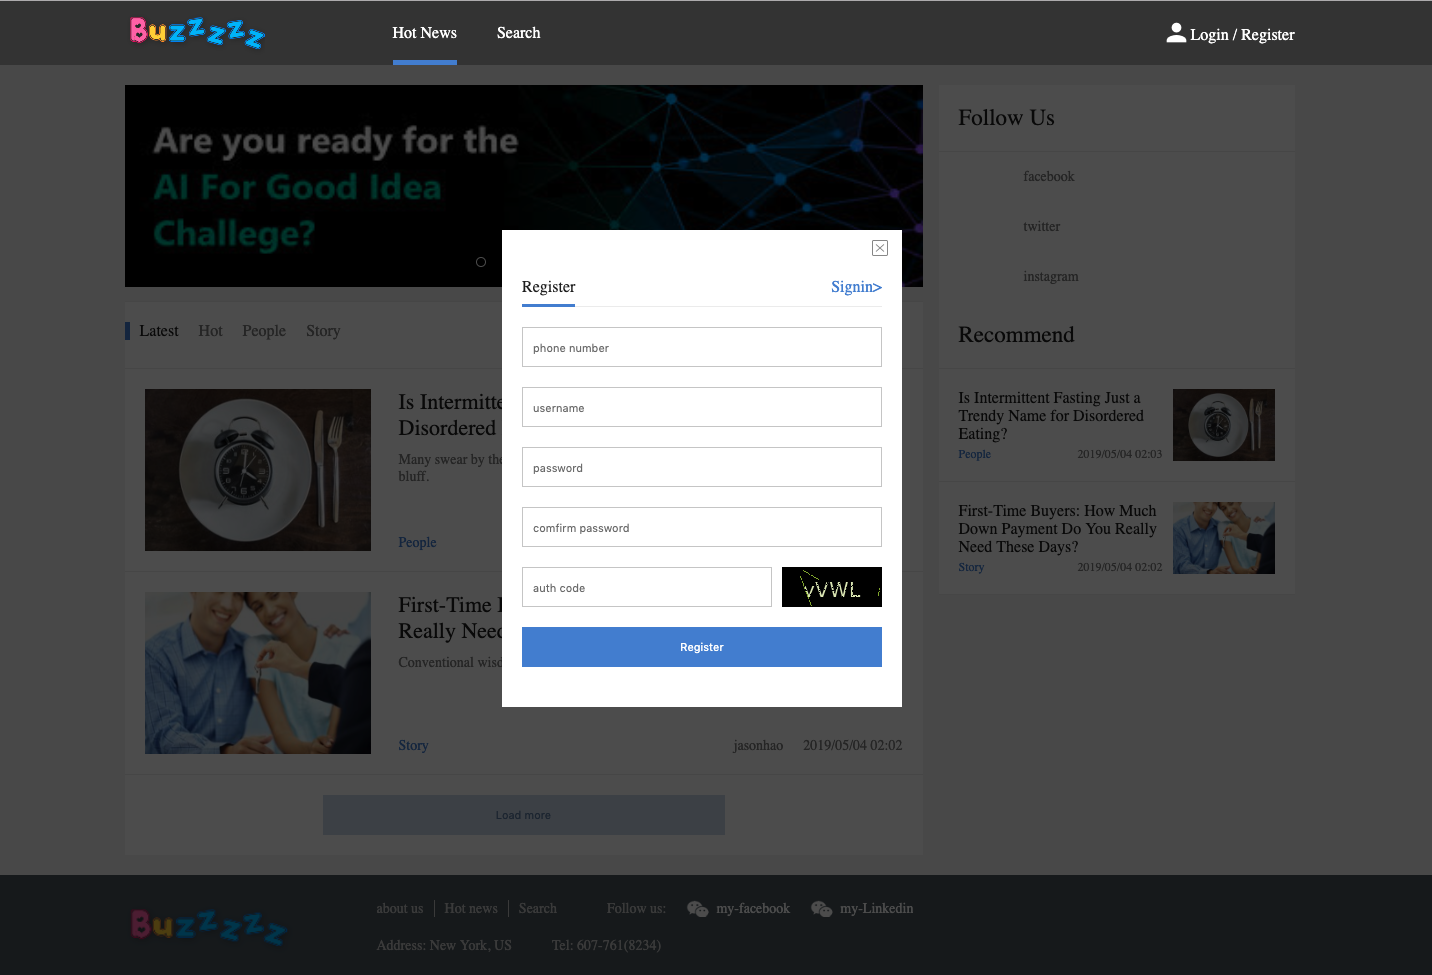 Buzzzzz
Hot News
Search
Login / Register
Are you ready for the
AI For Good Idea
Challege?
Follow Us
facebook
twitter
instagram
Register
Signin>
phone number
username
password
comfirm password
auth code
VVWL
Register
Latest
Hot
People
Story
Is Intermitte
Disordered
Many swear by the
bluff.
People
First-Time
Really Need
Conventional wisd
Story
jasonhao
2019/05/04 02:02
Load more
Recommend
Is Intermittent Fasting Just a
Trendy Name for Disordered
Eating?
People
2019/05/04 02:03
First-Time Buyers: How Much
Down Payment Do You Really
Need These Days?
Story
2019/05/04 02:02
Buzzzzz
about us
Hot news
Search
Follow us:
my-facebook
my-Linkedin
Address: New York, US
Tel: 607-761(8234)